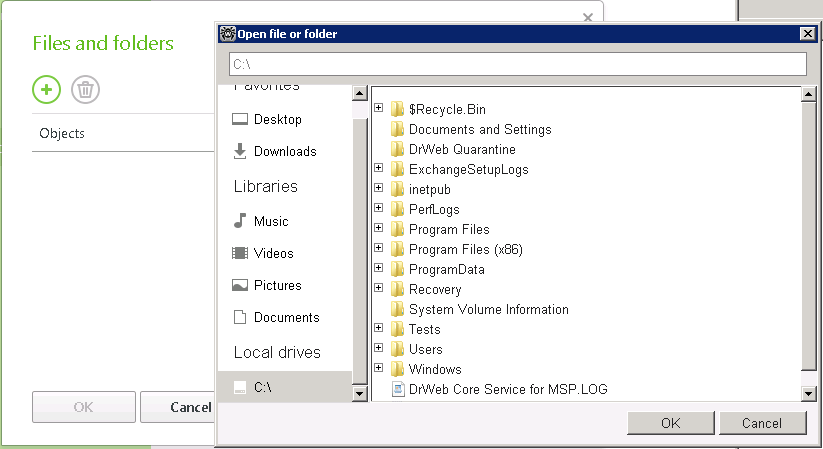 Files and folders
Objects
OK
Cancel
Open file or folder
C:\
Favorites
Desktop
Downloads
Libraries
Music
Videos
Pictures
Documents
Local drives
C:\
$Recycle.Bin
Documents and Settings
DrWeb Quarantine
ExchangeSetupLogs
inetpub
PerfLogs
Program Files
Program Files (x86)
ProgramData
Recovery
System Volume Information
Tests
Users
Windows
DrWeb Core Service for MSP.LOG
OK
Cancel